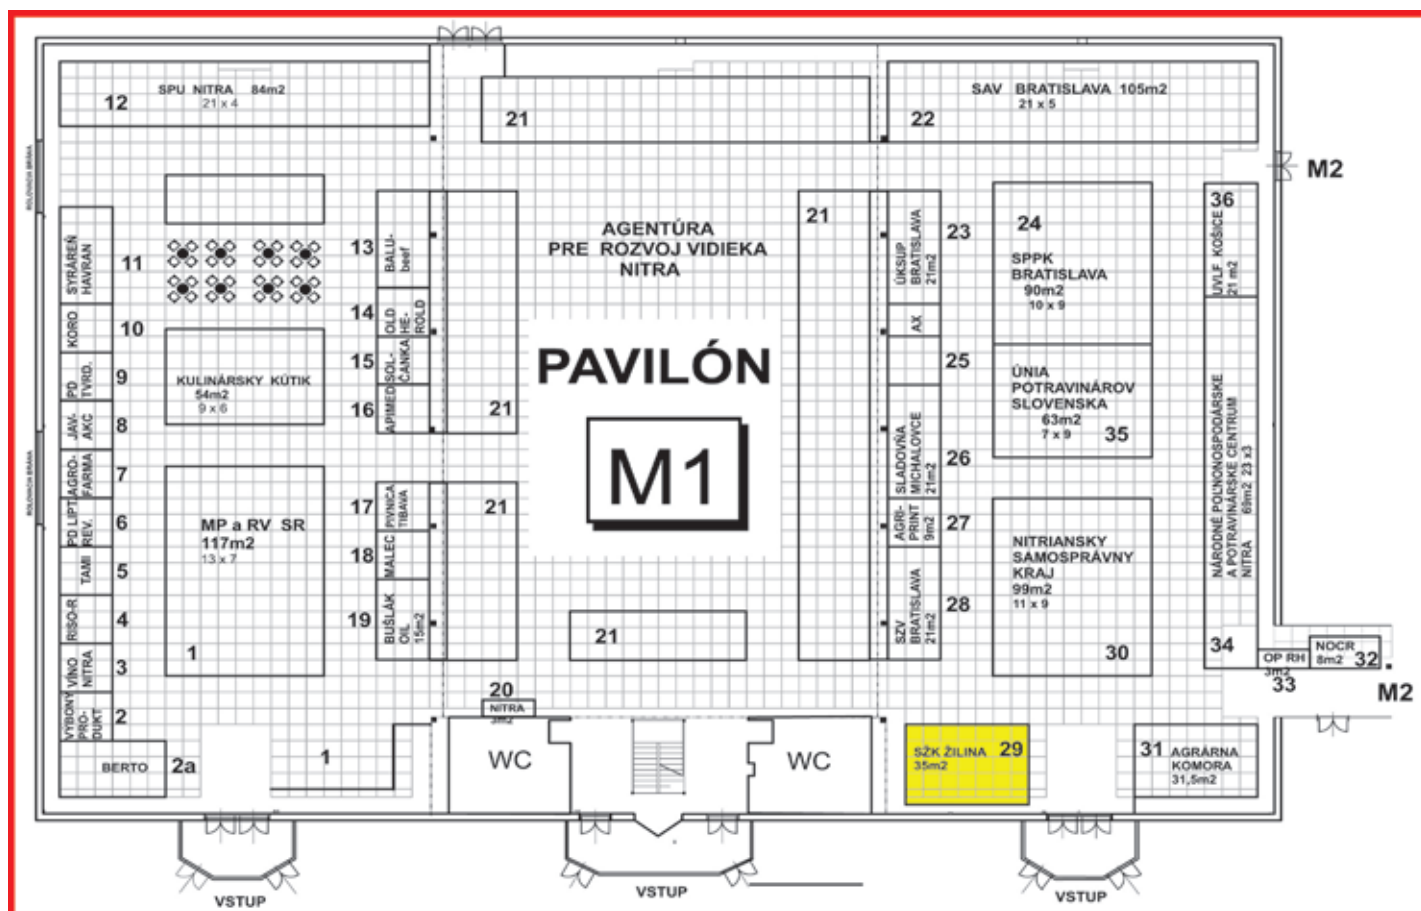 SPU NITRA 84m2
21 x 4
12
21
SAV BRATISLAVA 105m2
21 x 5
22
M2
ROLOVACIA BRÁNA
ROLOVACIA BRÁNA
SYRÁREŇ
HAVRAN
11
KORO
10
PD
TVRD.
9
JAV-
AKC
8
AGRO-
FARMA
7
PD LIPT.
REV.
6
TAMI
5
RISO-R
4
VÍNO
NITRA
3
VÝBONÝ
PRO-
DUKT
2
BERTO
2a
KULINÁRSKY KÚTIK
54m2
9 x 6
MP a RV SR
117m2
13 x 7
1
1
13
BALU-
beef
14
OLD
HE-
ROLD
15
SOL-
ČANKA
16
APIMED
17
PIVNICA
TIBAVA
18
MALEC
19
BUŠLÁK
OIL
15m2
AGENTÚRA
PRE ROZVOJ VIDIEKA
NITRA
21
21
21
21
PAVILÓN
M1
20
NITRA
3m2
WC
WC
23
ÚKSUP
BRATISLAVA
21m2
AX
25
26
SLADOVŇA
MICHALOVCE
21m2
27
AGRI-
PRINT
9m2
28
SZV
BRATISLAVA
21m2
24
SPPK
BRATISLAVA
90m2
10 x 9
ÚNIA
POTRAVINÁROV
SLOVENSKA
63m2
7 x 9
35
NITRIANSKY
SAMOSPRÁVNY
KRAJ
99m2
11 x 9
30
36
UVLF KOŠICE
21 m2
NÁRODNÉ POĽNONOSPODÁRSKE
A POTRAVINÁRSKE CENTRUM
NITRA 69m2 23 x3
34
OP RH
3m2
33
NOCR
8m2
32
M2
SŽK ŽILINA
35m2
29
31
AGRÁRNA
KOMORA
31,5m2
VSTUP
VSTUP
VSTUP